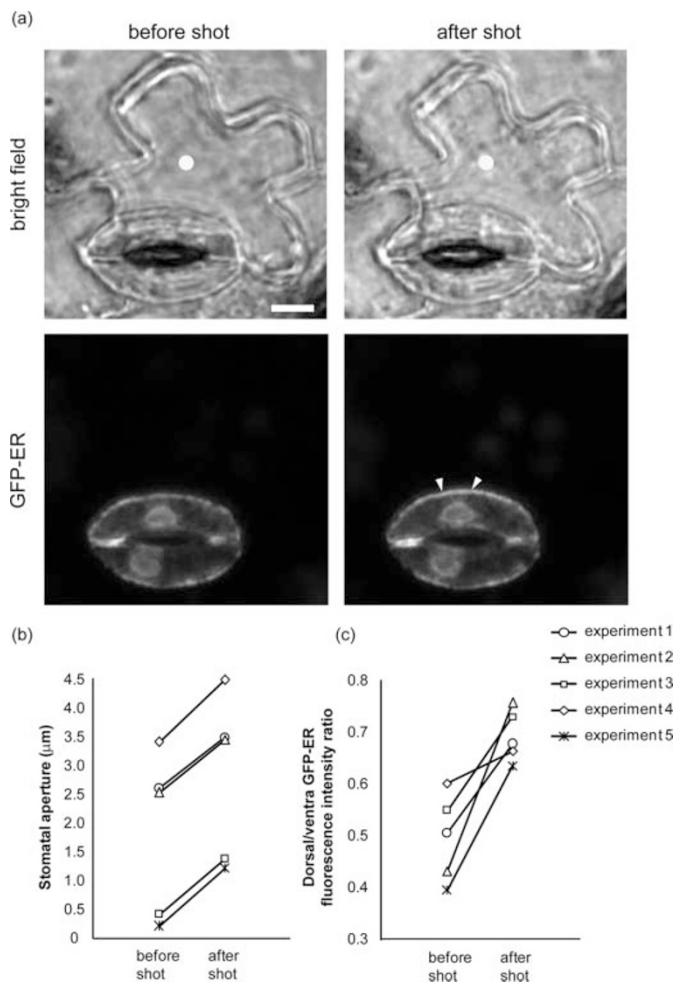 (a)
before shot
after shot
bright field
GFP-ER
(b)
Stomatal aperture (μm)
4.5
4.0
3.5
3.0
2.5
2.0
1.5
1.0
0.5
0
before
shot
after
shot
(c)
Dorsal/ventra GFP-ER
fluorescence intensity ratio
0.8
0.7
0.6
0.5
0.4
0.3
before
shot
after
shot
experiment 1
experiment 2
experiment 3
experiment 4
experiment 5